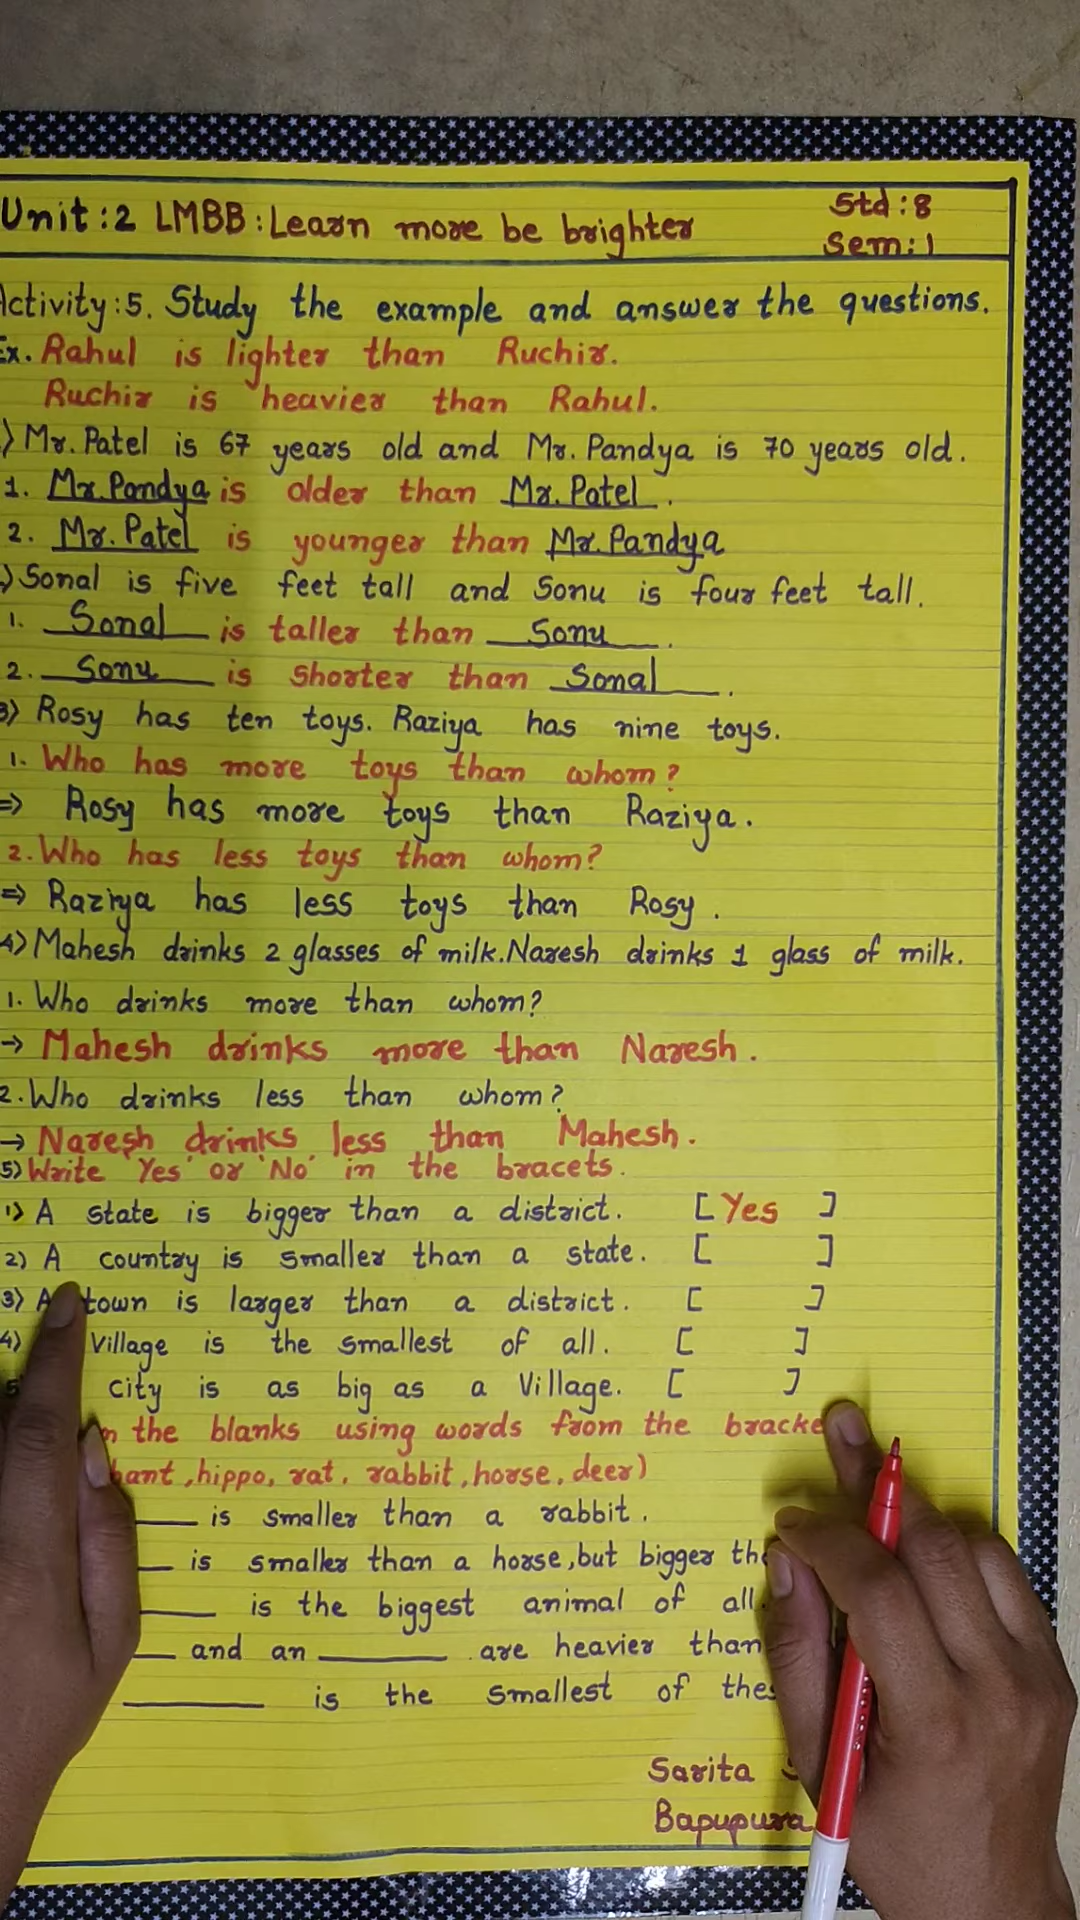 Unit:2 LMBB:Learn more be brighter
Std:8
Sem:1
Activity:5. Study the example and answer the questions.
Ex. Rahul is lighter than Ruchir.
Ruchir is heavier than Rahul.
) Mr. Patel is 67 years old and Mr. Pandya is 70 years old.
1. Mr. Pandya is older than Mr. Patel.
2. Mr. Patel is younger than Mr. Pandya
) Sonal is five feet tall and Sonu is four feet tall.
1. Sonal is taller than Sonu.
2. Sonu is shorter than Sonal.
3) Rosy has ten toys. Raziya has nine toys.
1. Who has more toys than whom?
=> Rosy has more toys than Raziya.
2. Who has less toys than whom?
=> Raziya has less toys than Rosy.
4) Mahesh drinks 2 glasses of milk. Naresh drinks 1 glass of milk.
1. Who drinks more than whom?
→ Mahesh drinks more than Naresh.
2. Who drinks less than whom?
→ Naresh drinks less than Mahesh.
5) Write 'Yes' or 'No' in the bracets.
1) A state is bigger than a district. [Yes ]
2) A country is smaller than a state. [ ]
3) A town is larger than a district. [ ]
4) Village is the smallest of all. [ ]
city is as big as a Village. [ ]
the blanks using words from the
, hippo, rat, rabbit, horse, deer)
____ is smaller than a rabbit.
____ is smaller than a horse, but bigger
____ is the biggest animal of all.
____ and an ____ are heavier than
____ is the smallest of
Sarita
Bapupura